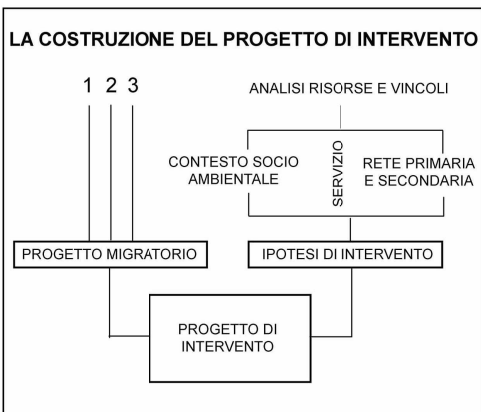 LA COSTRUZIONE DEL PROGETTO DI INTERVENTO
1 2 3
ANALISI RISORSE E VINCOLI
CONTESTO SOCIO
AMBIENTALE
SERVIZIO
RETE PRIMARIA
E SECONDARIA
PROGETTO MIGRATORIO
IPOTESI DI INTERVENTO
PROGETTO DI
INTERVENTO